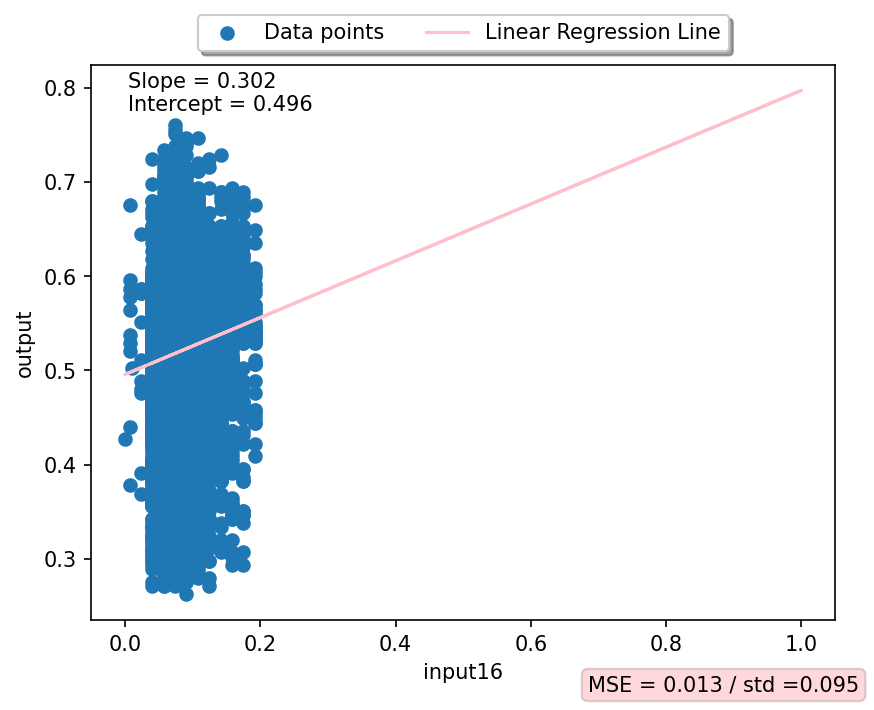 Data points
Linear Regression Line
Slope = 0.302
Intercept = 0.496
0.8
0.7
0.6
0.5
0.4
0.3
output
0.0
0.2
0.4
0.6
0.8
1.0
input16
MSE = 0.013 / std =0.095